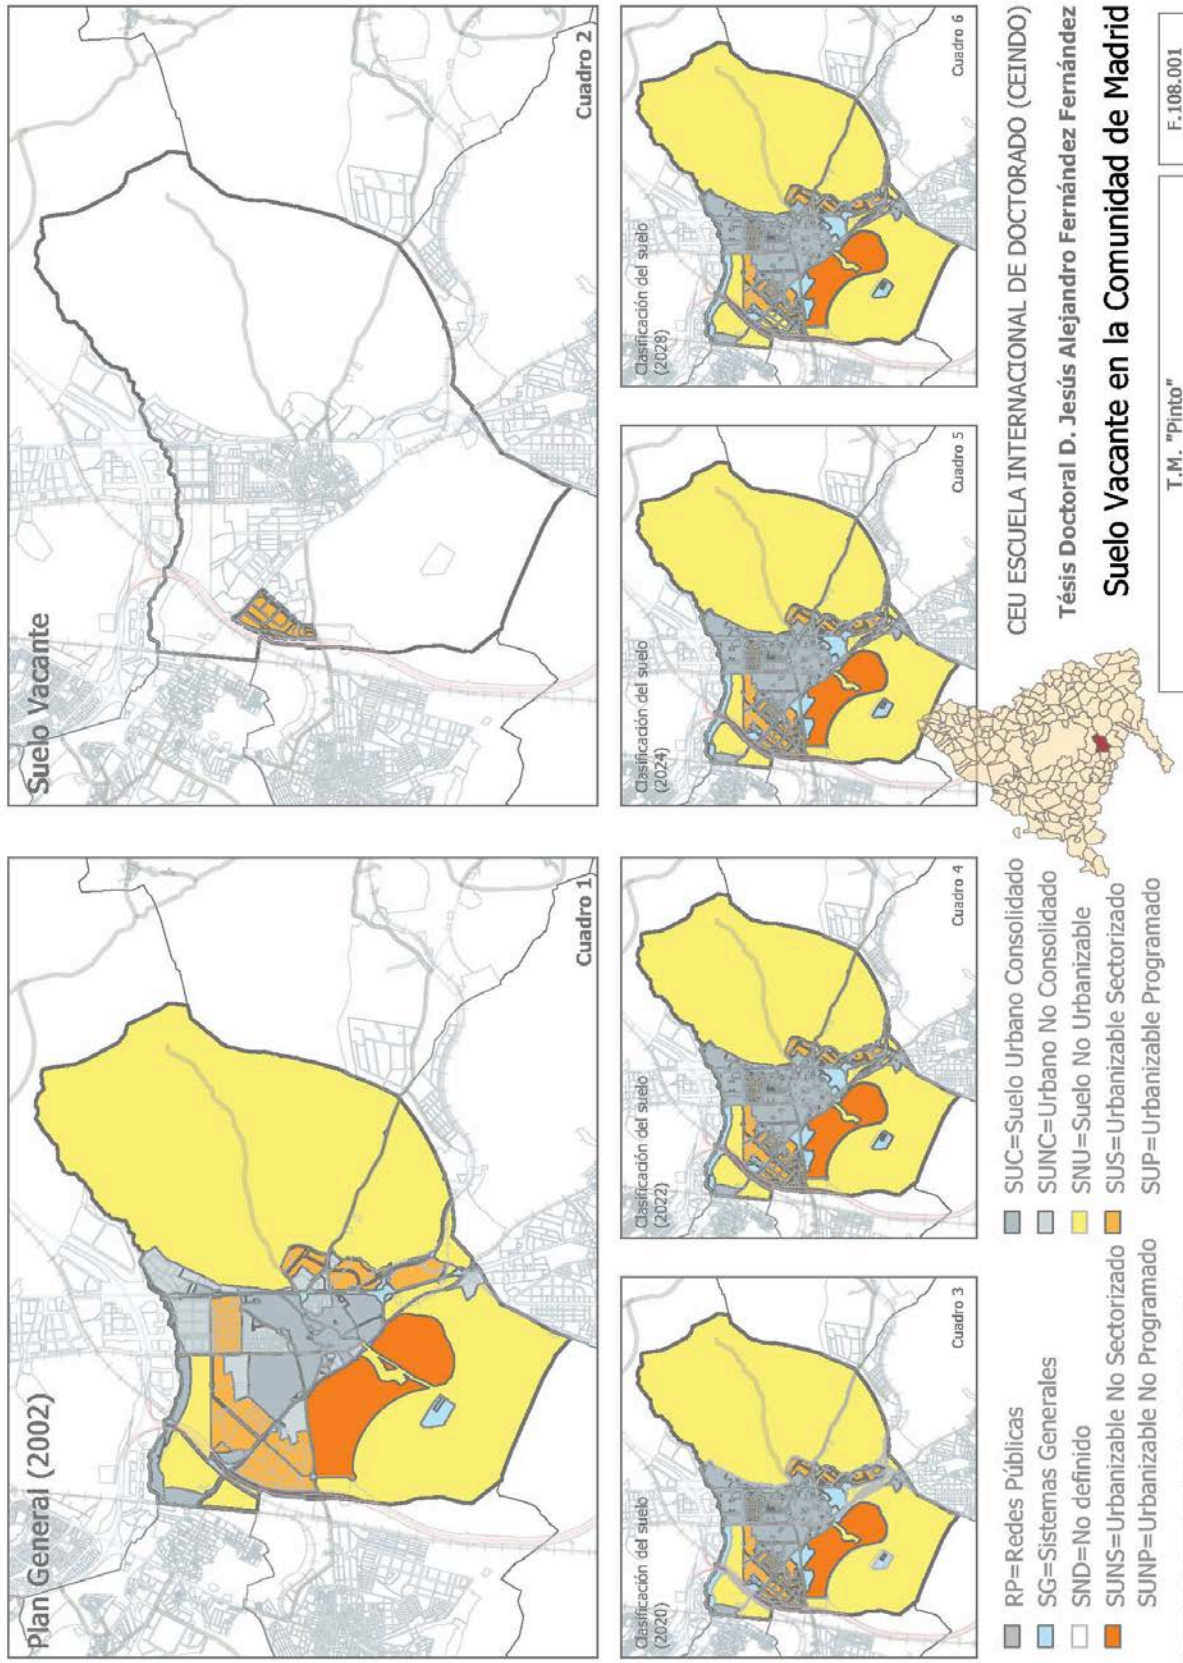 Plan General (2002)
Cuadro 1
Suelo Vacante
Cuadro 2
Clasificación del suelo
(2020)
Cuadro 3
Clasificación del suelo
(2022)
Cuadro 4
Clasificación del suelo
(2024)
Cuadro 5
Clasificación del suelo
(2028)
Cuadro 6
RP=Redes Públicas
SG=Sistemas Generales
SND=No definido
SUNS=Urbanizable No Sectorizado
SUNP=Urbanizable No Programado
SUC=Suelo Urbano Consolidado
SUNC=Urbano No Consolidado
SNU=Suelo No Urbanizable
SUS=Urbanizable Sectorizado
SUP=Urbanizable Programado
CEU ESCUELA INTERNACIONAL DE DOCTORADO (CEINDO)
Tésis Doctoral D. Jesús Alejandro Fernández Fernández
Suelo Vacante en la Comunidad de Madrid
T.M. "Pinto"
F.108.001